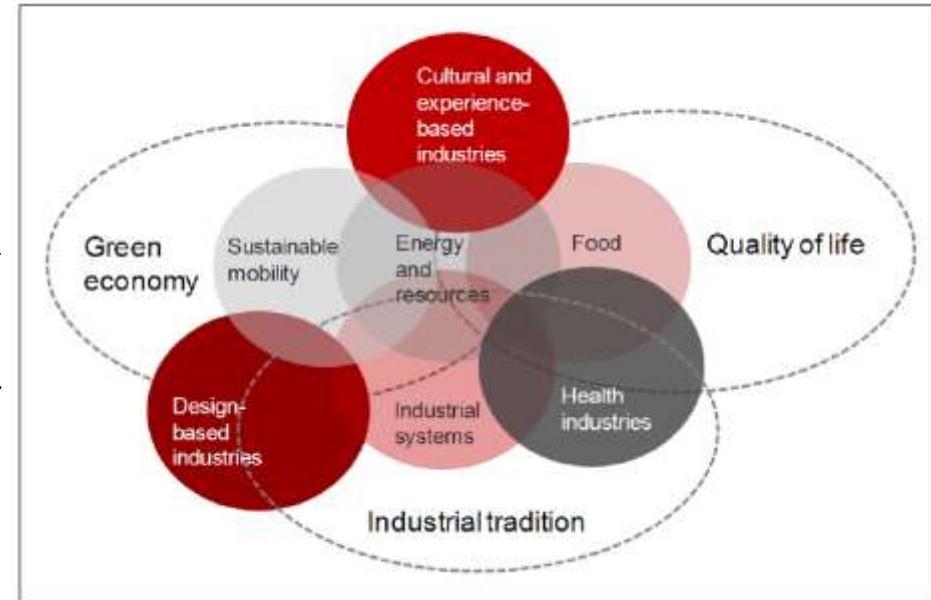 Cultural and
experience-
based
industries
Green
economy
Sustainable
mobility
Energy
and
resources
Food
Quality of life
Design-
based
industries
Industrial
systems
Health
industries
Industrial tradition